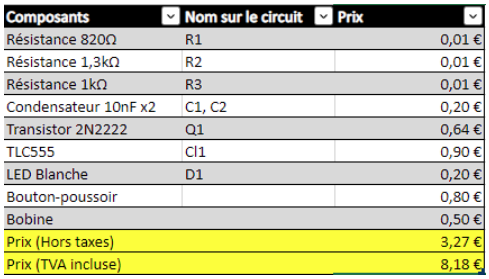 Composants Nom sur le circuit Prix
Résistance 820Ω R1 0,01 €
Résistance 1,3kΩ R2 0,01 €
Résistance 1kΩ R3 0,01 €
Condensateur 10nF x2 C1, C2 0,20 €
Transistor 2N2222 Q1 0,64 €
TLC555 CI1 0,90 €
LED Blanche D1 0,20 €
Bouton-poussoir 0,80 €
Bobine 0,50 €
Prix (Hors taxes) 3,27 €
Prix (TVA incluse) 8,18 €